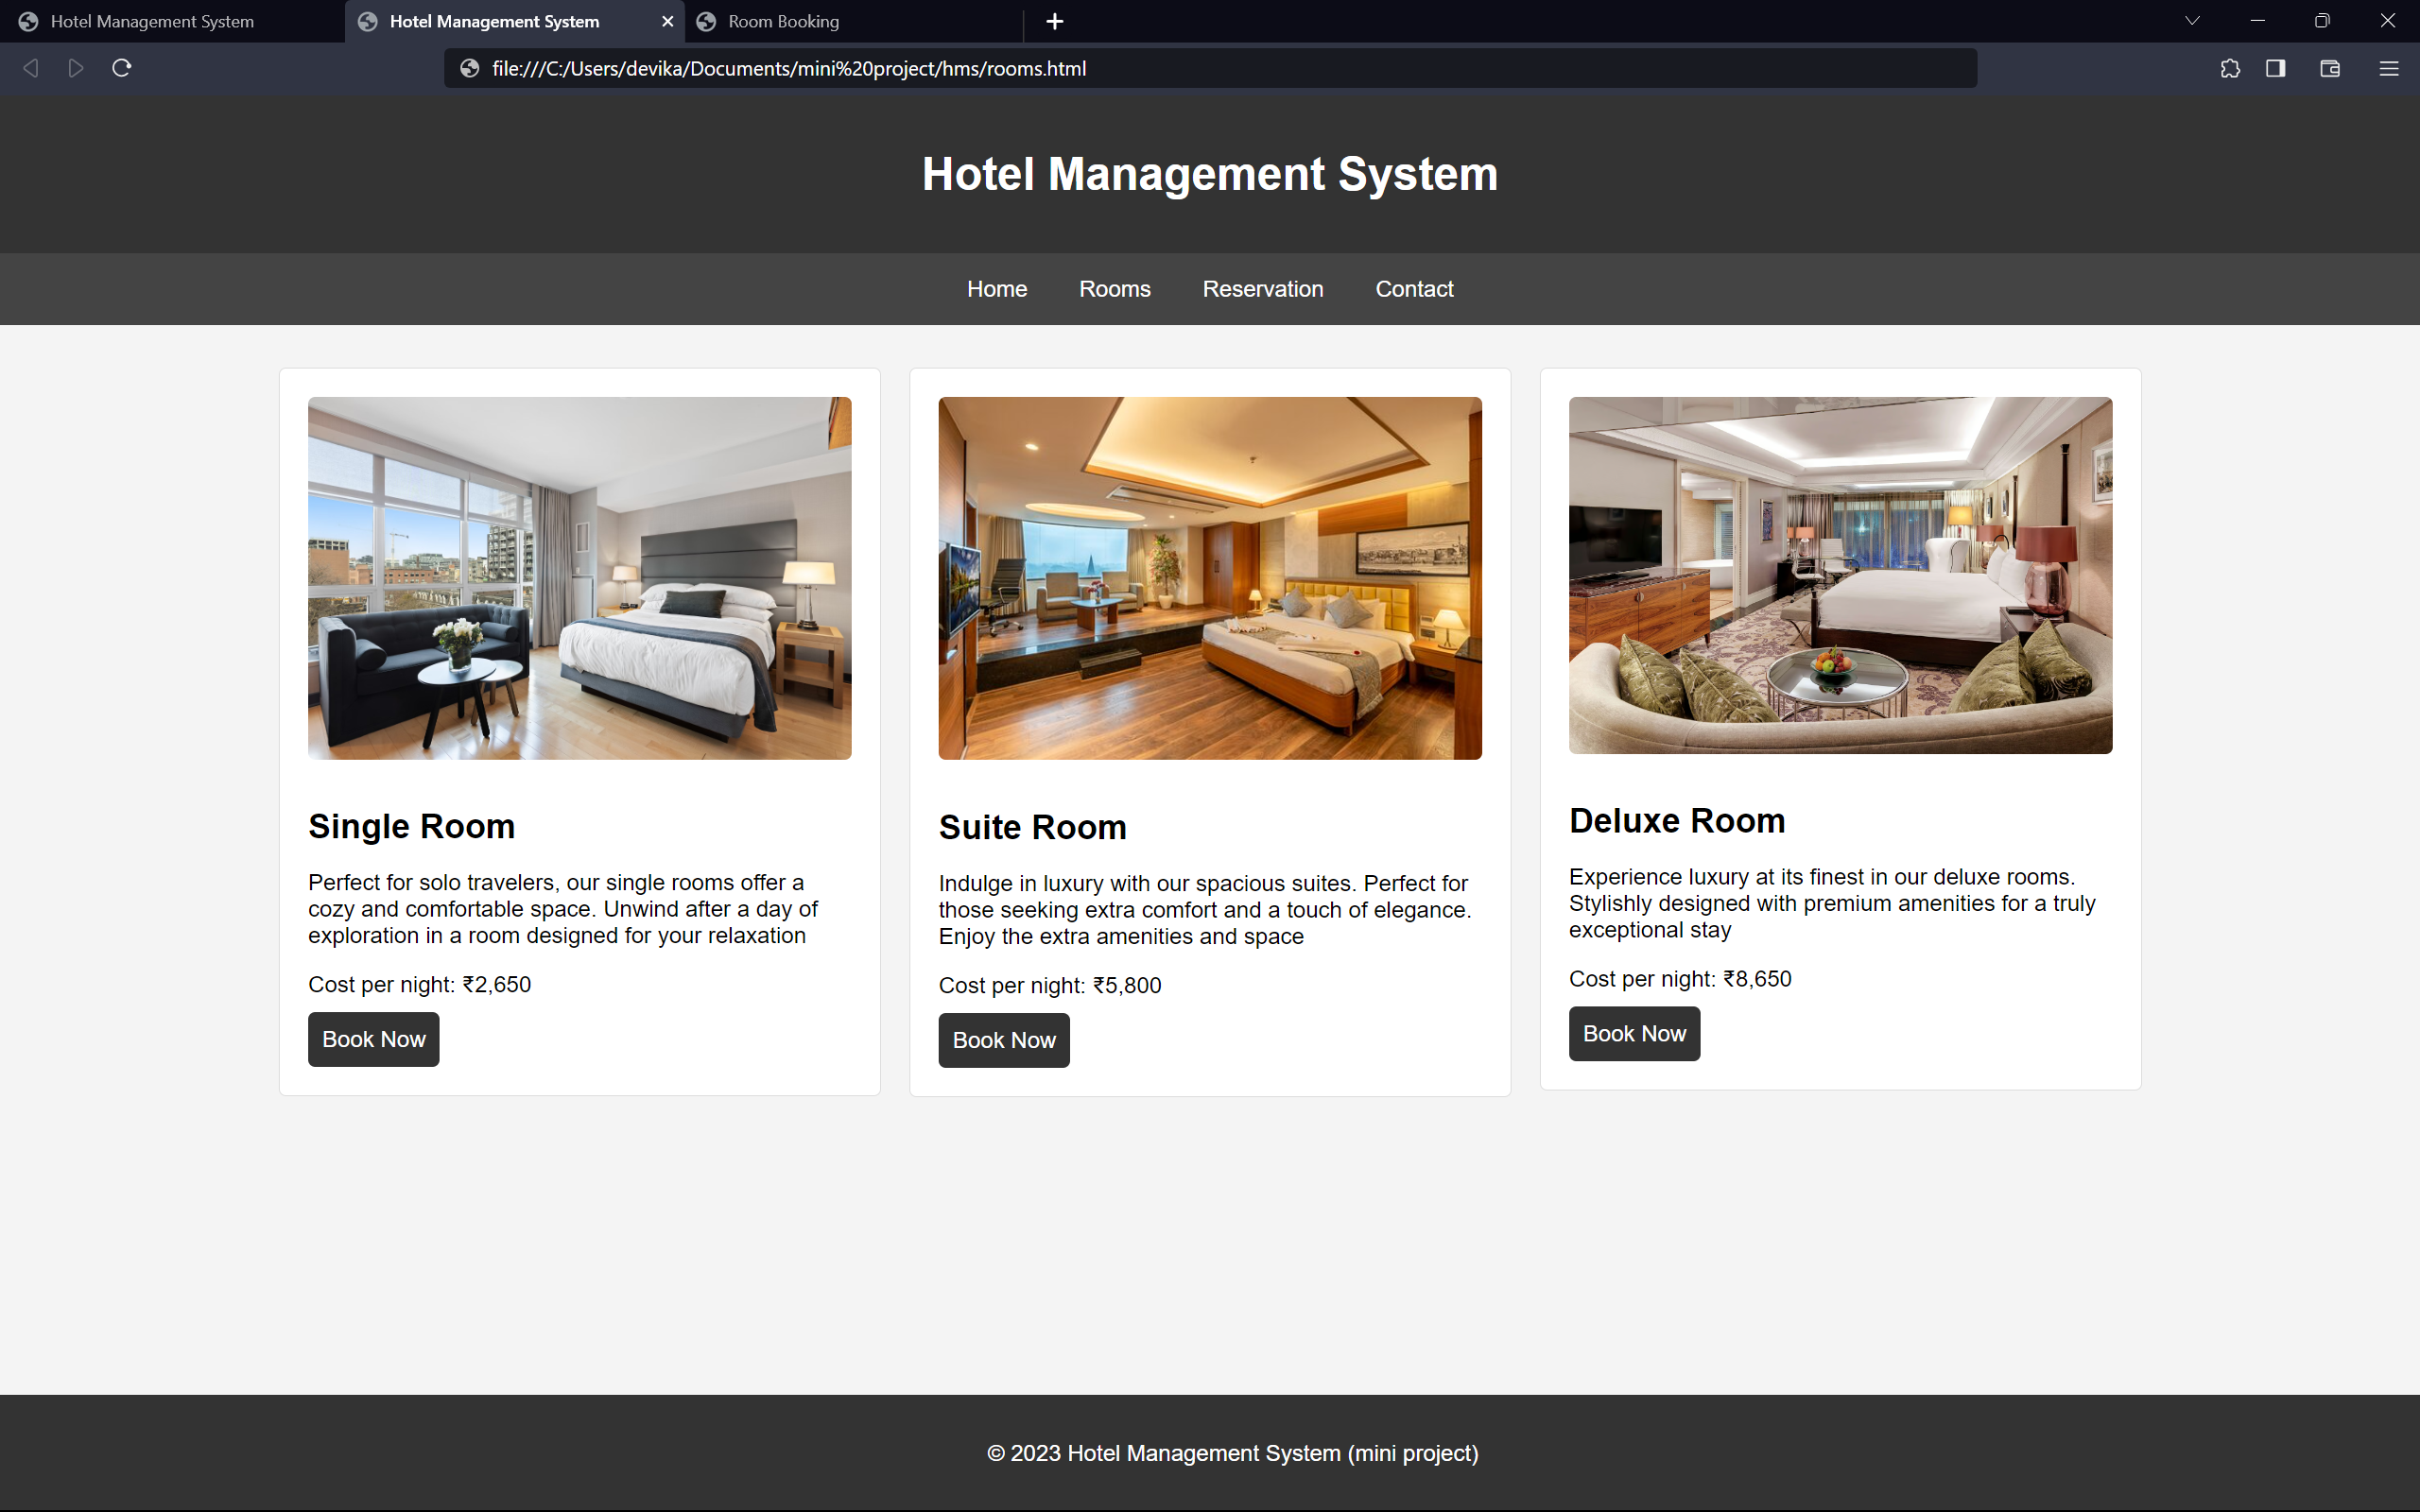 Hotel Management System
Hotel Management System
Room Booking
file:///C:/Users/devika/Documents/mini%20project/hms/rooms.html
Hotel Management System
Home Rooms Reservation Contact
Single Room
Perfect for solo travelers, our single rooms offer a
cozy and comfortable space. Unwind after a day of
exploration in a room designed for your relaxation
Cost per night: ₹2,650
Book Now
Suite Room
Indulge in luxury with our spacious suites. Perfect for
those seeking extra comfort and a touch of elegance.
Enjoy the extra amenities and space
Cost per night: ₹5,800
Book Now
Deluxe Room
Experience luxury at its finest in our deluxe rooms.
Stylishly designed with premium amenities for a truly
exceptional stay
Cost per night: ₹8,650
Book Now
© 2023 Hotel Management System (mini project)